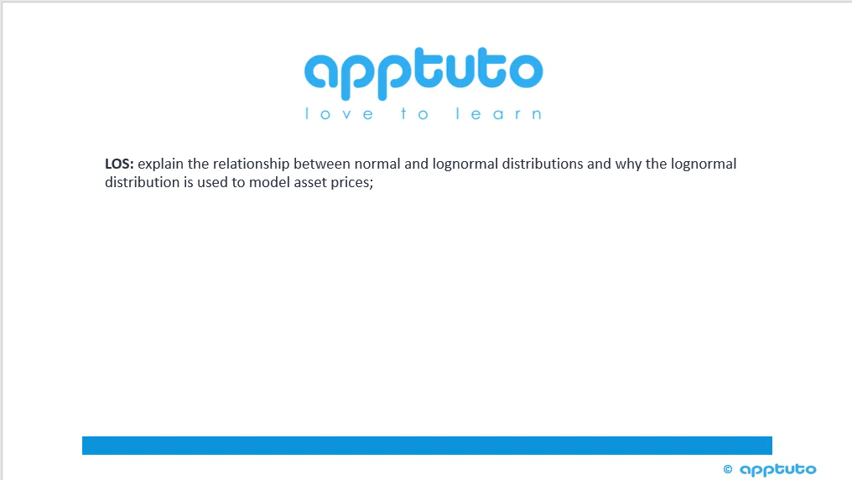 apptuto
love to learn
LOS: explain the relationship between normal and lognormal distributions and why the lognormal
distribution is used to model asset prices;
© apptuto